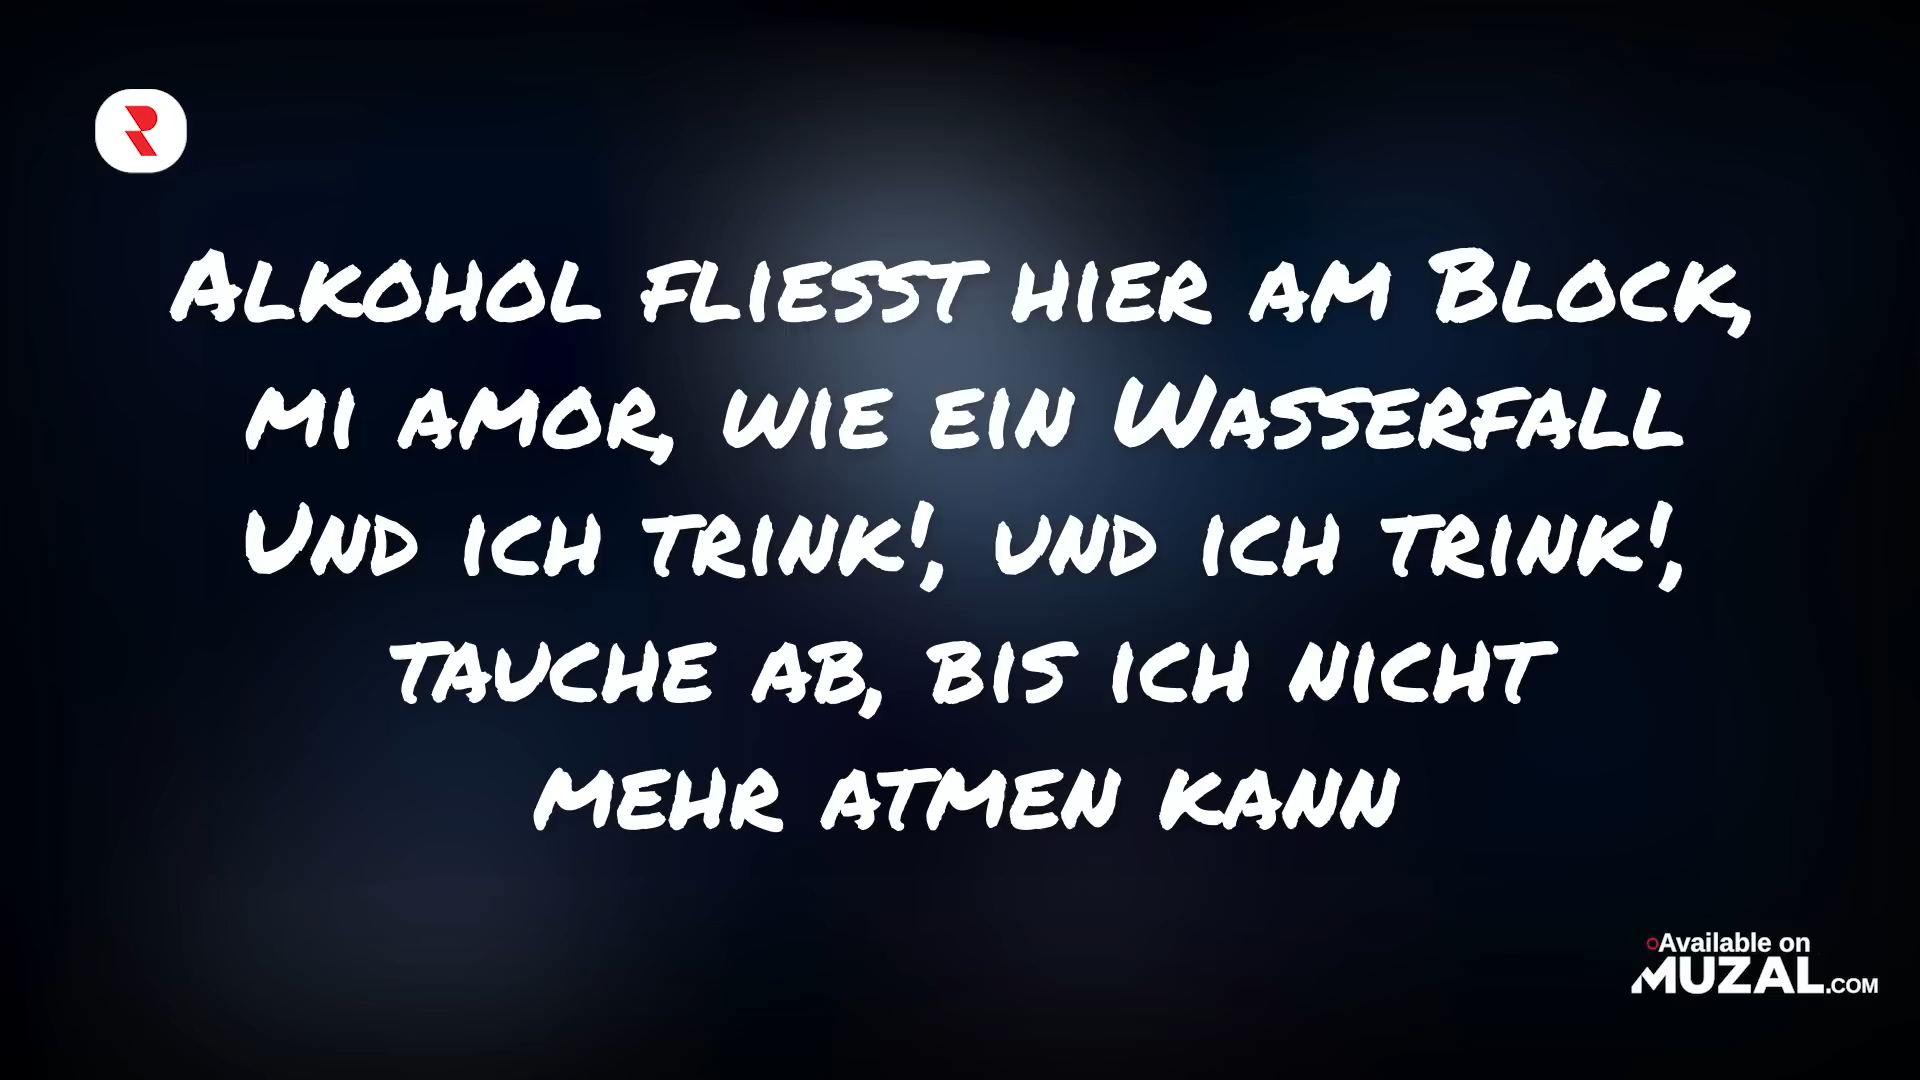 Alkohol fliesst hier am Block,
mi amor, wie ein Wasserfall
Und ich trink!, und ich trink!,
tauche ab, bis ich nicht
mehr atmen kann
Available on
MUZAL.COM